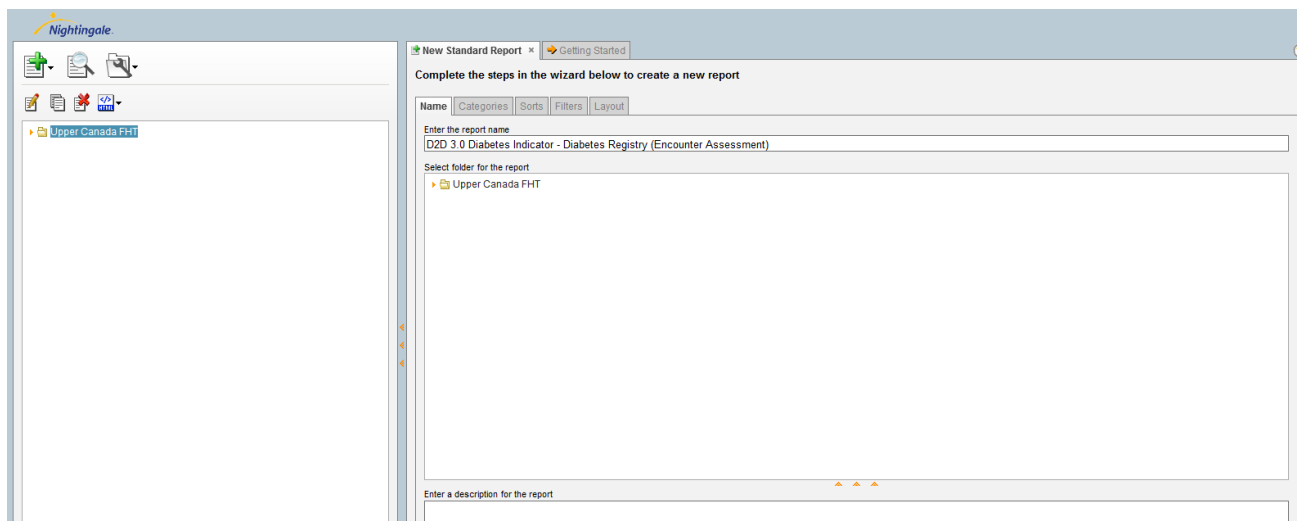 Nightingale.
New Standard Report × Getting Started
Complete the steps in the wizard below to create a new report
Name Categories Sorts Filters Layout
Enter the report name
D2D 3.0 Diabetes Indicator - Diabetes Registry (Encounter Assessment)
Select folder for the report
Upper Canada FHT
Upper Canada FHT
Enter a description for the report